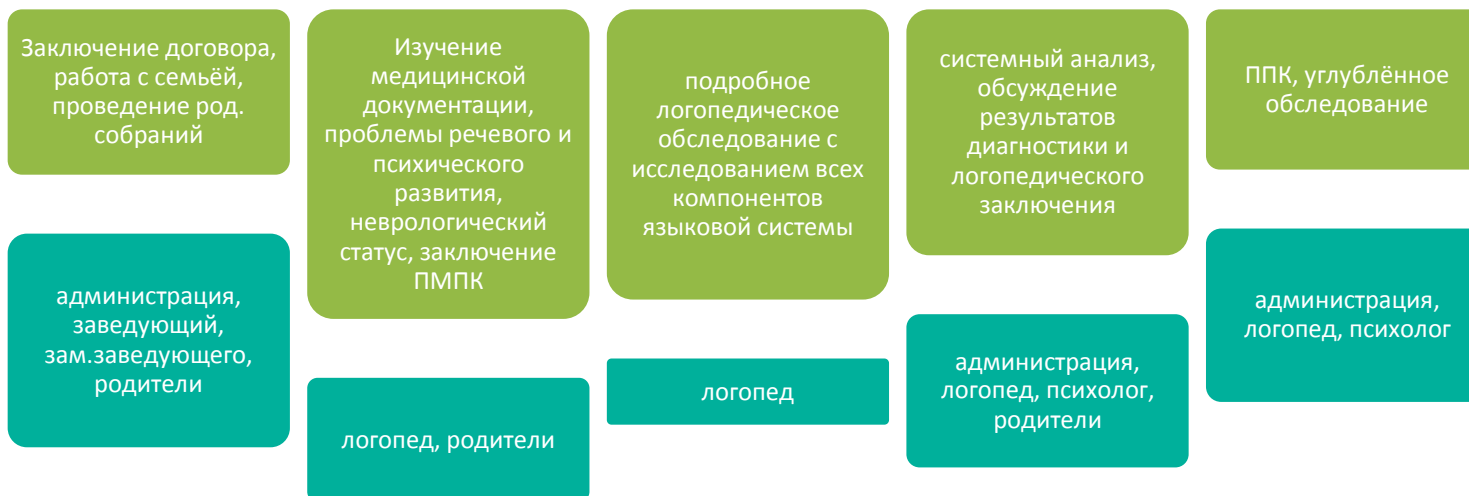 Заключение договора,
работа с семьёй,
проведение род.
собраний
администрация,
заведующий,
зам.заведующего,
родители
Изучение
медицинской
документации,
проблемы речевого и
психического
развития,
неврологический
статус, заключение
ПМПК
логопед, родители
подробное
логопедическое
обследование с
исследованием всех
компонентов
языковой системы
логопед
системный анализ,
обсуждение
результатов
диагностики и
логопедического
заключения
администрация,
логопед, психолог,
родители
ППК, углублённое
обследование
администрация,
логопед, психолог